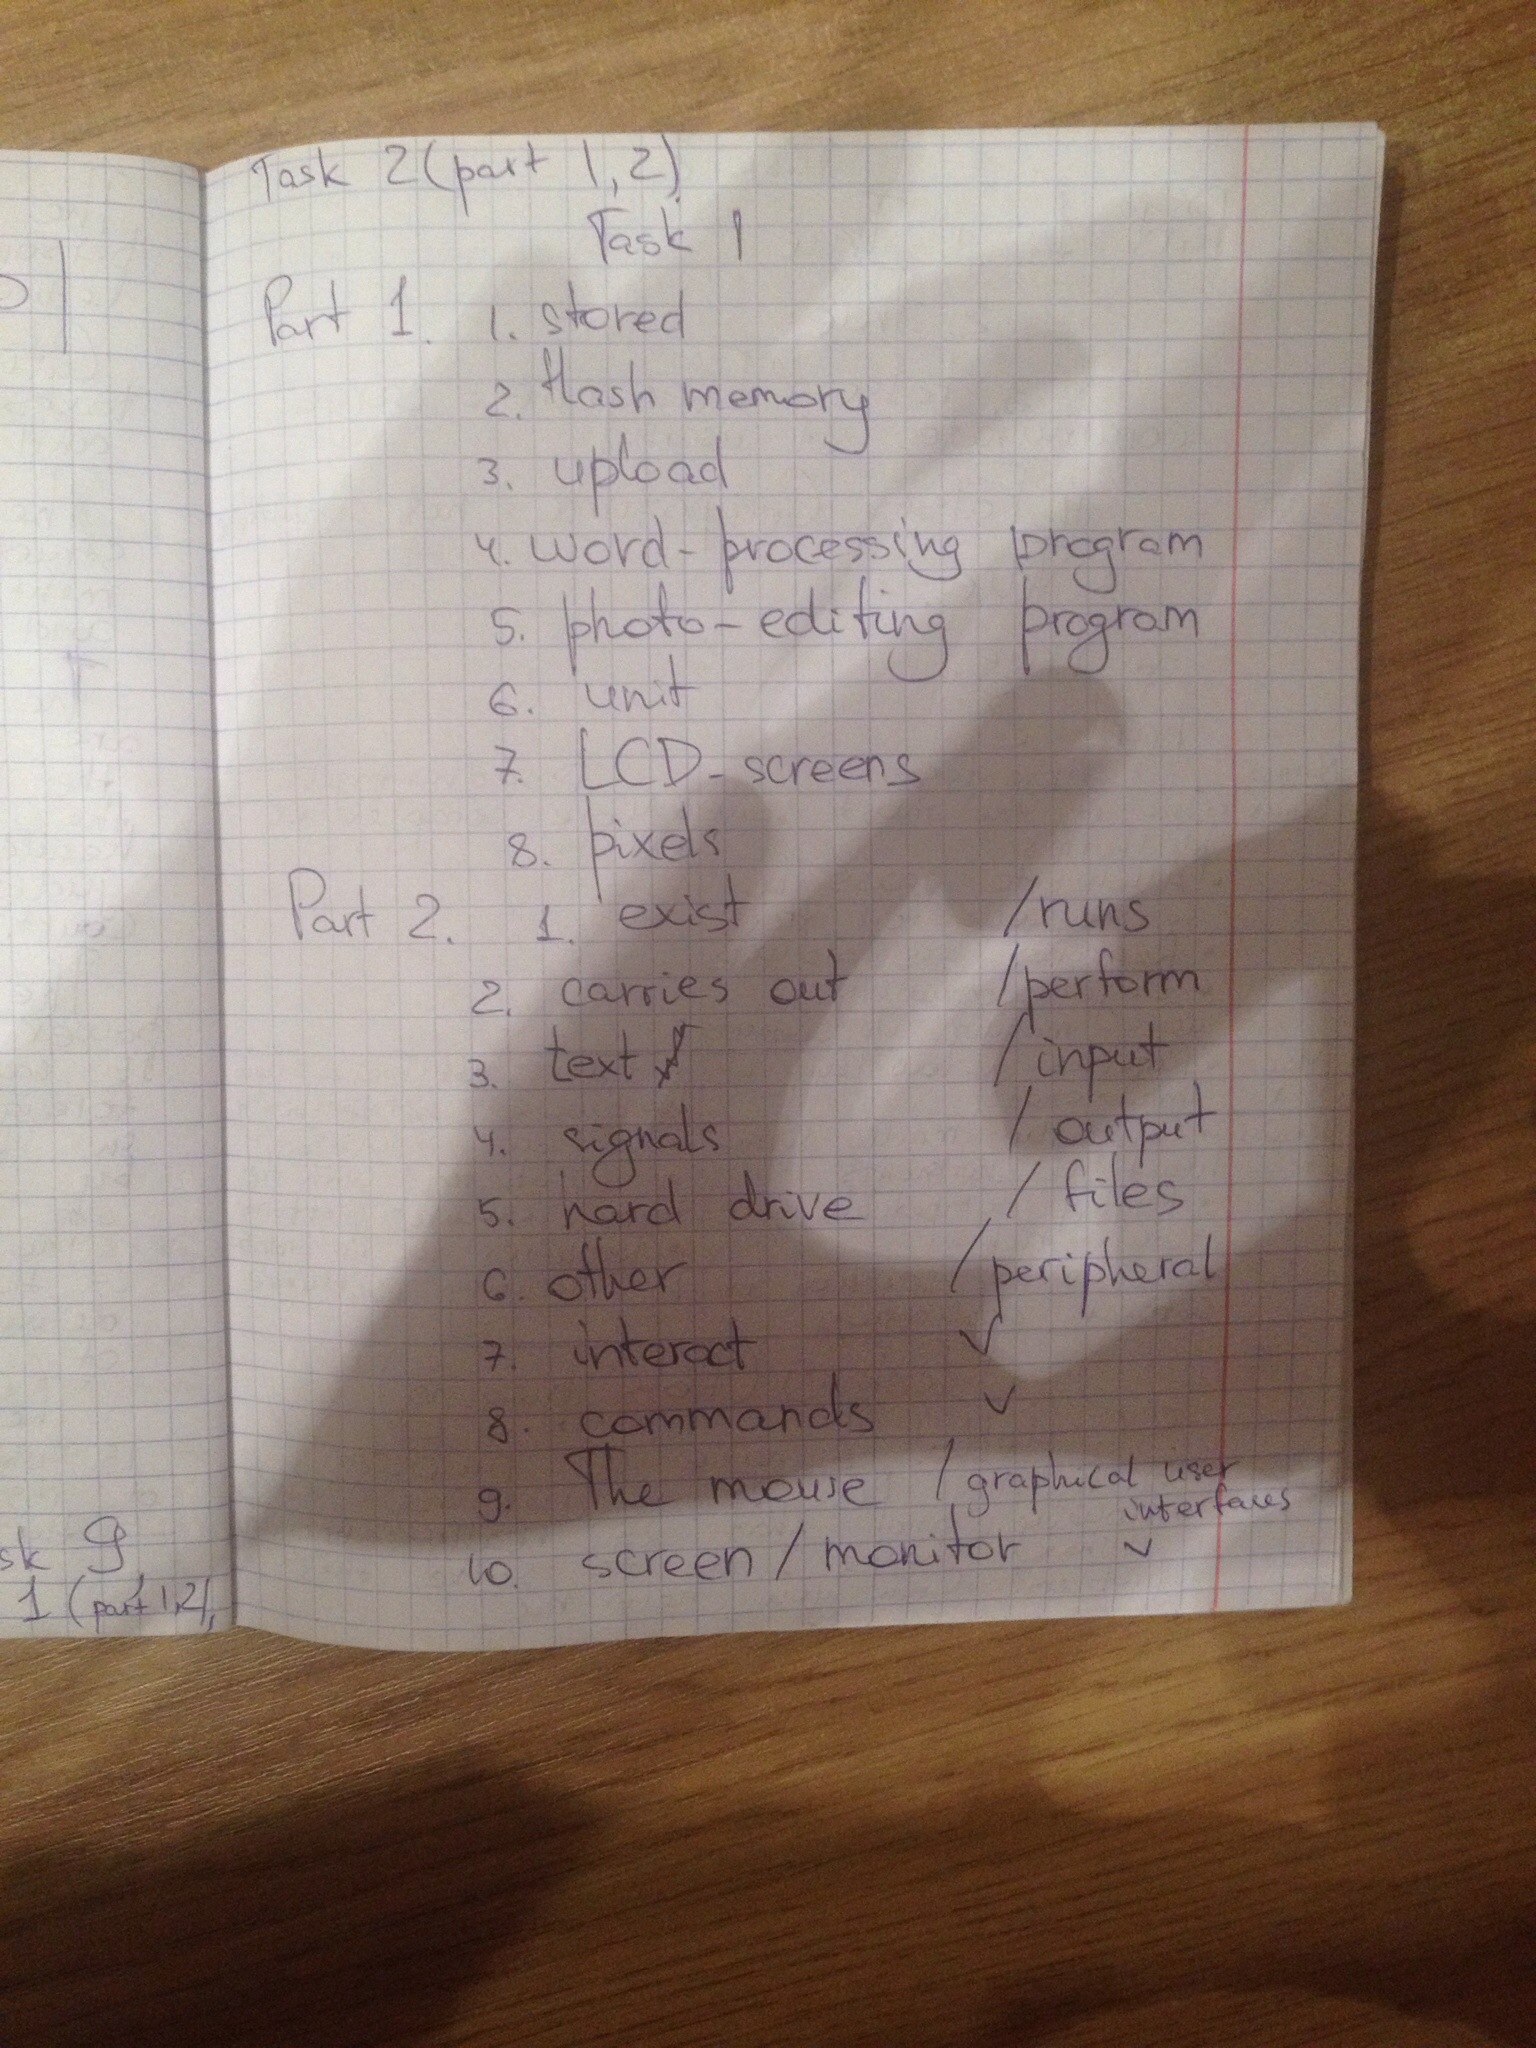 Task 2 (part 1, 2)
Task 1
Part 1. 1. stored
2. flash memory
3. upload
4. word-processing program
5. photo-editing program
6. unit
7. LCD-screens
8. pixels
Part 2. 1. exist /runs
2. carries out /perform
3. text /input
4. signals / output
5. hard drive / files
6. other /peripheral
7. interact ✓
8. commands ✓
9. The mouse / graphical user
interfaces
10. screen / monitor ✓
sk 9
1 (part 1,2),